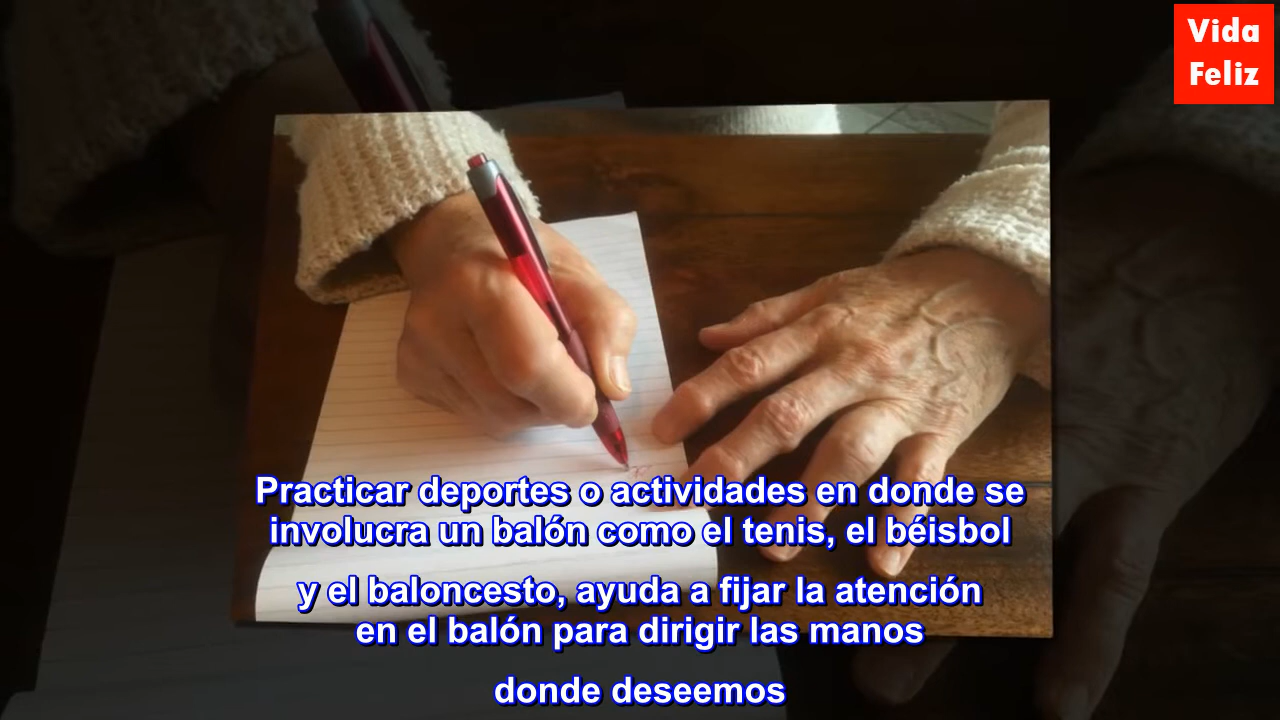 Vida
Feliz
Practicar deportes o actividades en donde se
involucra un balón como el tenis, el béisbol
y el baloncesto, ayuda a fijar la atención
en el balón para dirigir las manos
donde deseemos